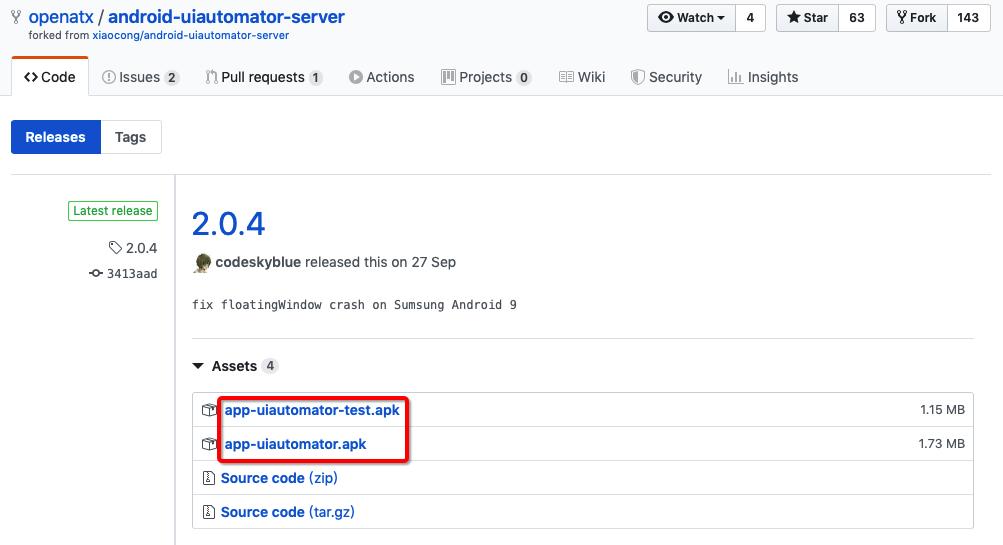 openatx / android-uiautomator-server
forked from xiaocong/android-uiautomator-server
Watch 4 Star 63 Fork 143
Code Issues 2 Pull requests 1 Actions Projects 0 Wiki Security Insights
Releases Tags
Latest release
2.0.4
3413aad
2.0.4
codeskyblue released this on 27 Sep
fix floatingWindow crash on Sumsung Android 9
Assets 4
app-uiautomator-test.apk 1.15 MB
app-uiautomator.apk 1.73 MB
Source code (zip)
Source code (tar.gz)